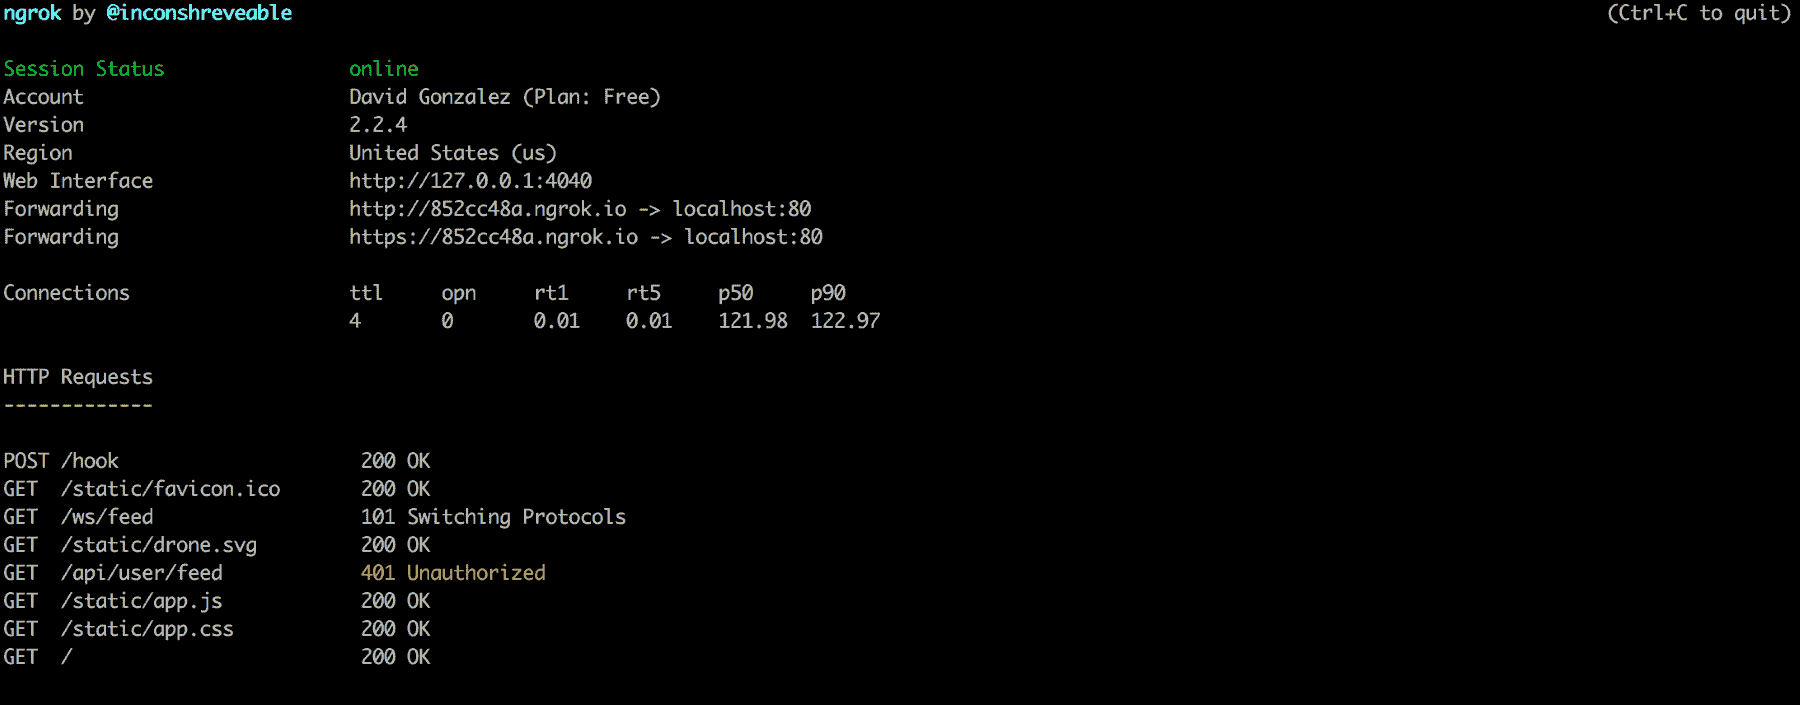 ngrok by @inconshreveable (Ctrl+C to quit)
Session Status online
Account David Gonzalez (Plan: Free)
Version 2.2.4
Region United States (us)
Web Interface http://127.0.0.1:4040
Forwarding http://852cc48a.ngrok.io -> localhost:80
Forwarding https://852cc48a.ngrok.io -> localhost:80
Connections ttl opn rt1 rt5 p50 p90
4 0 0.01 0.01 121.98 122.97
HTTP Requests
-------------
POST /hook 200 OK
GET /static/favicon.ico 200 OK
GET /ws/feed 101 Switching Protocols
GET /static/drone.svg 200 OK
GET /api/user/feed 401 Unauthorized
GET /static/app.js 200 OK
GET /static/app.css 200 OK
GET / 200 OK